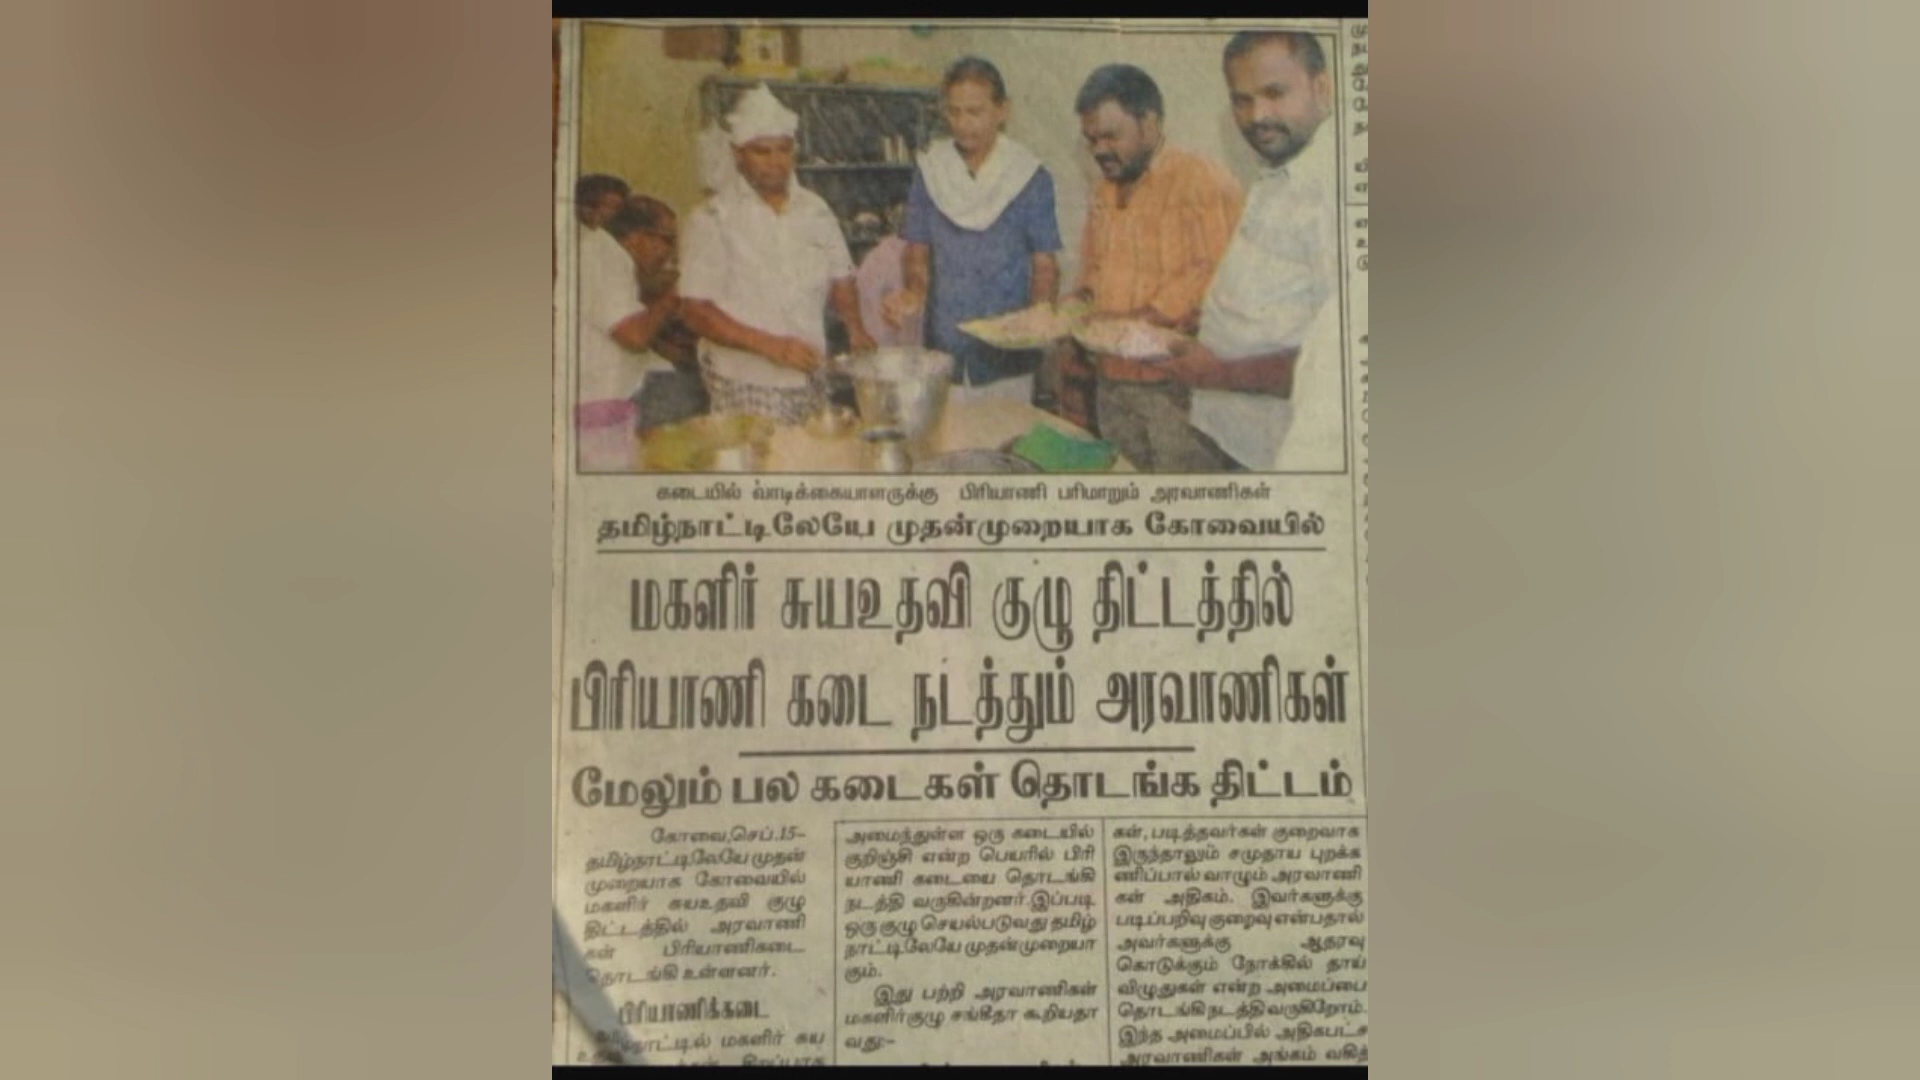 கடையில் வாடிக்கையாளருக்கு பிரியாணி பரிமாறும் அரவாணிகள்
தமிழ்நாட்டிலேயே முதன்முறையாக கோவையில்
மகளிர் சுயஉதவி குழு திட்டத்தில்
பிரியாணி கடை நடத்தும் அரவாணிகள்
மேலும் பல கடைகள் தொடங்க திட்டம்
கோவை,செப்.15-
தமிழ்நாட்டிலேயே முதன்
முறையாக கோவையில்
மகளிர் சுயஉதவி குழு
திட்டத்தில் அரவாணி
கள் பிரியாணிகடை
தொடங்கி உள்ளனர்.
பிரியாணிக்கடை
மகளிர் சுய
அமைந்துள்ள ஒரு கடையில்
குறிஞ்சி என்ற பெயரில் பிரி
யாணி கடையை தொடங்கி
நடத்தி வருகின்றனர்.இப்படி
ஒரு குழு செயல்படுவது தமிழ்
நாட்டிலேயே முதன்முறையா
கும்.
இது பற்றி அரவாணிகள்
மகளிர்குழு சங்கீதா கூறியதா
வது:-
கள், படித்தவர்கள் குறைவாக
இருந்தாலும் சமுதாய புறக்க
ணிப்பால் வாழும் அரவாணி
கள் அதிகம். இவர்களுக்கு
படிப்பறிவு குறைவு என்பதால்
அவர்களுக்கு ஆதரவு
கொடுக்கும் நோக்கில் தாய்
விழுதுகள் என்ற அமைப்பை
தொடங்கி நடத்தி வருகிறோம்.
இந்த அமைப்பில் அதிகபட்ச
அரவாணிகள் அங்கம் வகித்